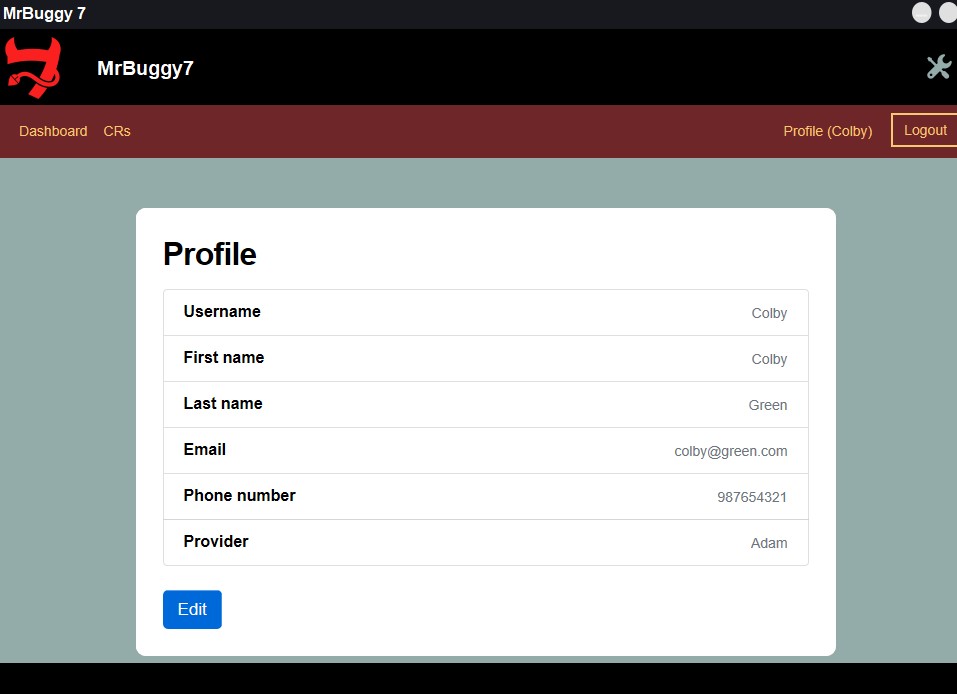 MrBuggy 7
MrBuggy7
Dashboard CRs Profile (Colby) Logout
Profile
Username Colby
First name Colby
Last name Green
Email colby@green.com
Phone number 987654321
Provider Adam
Edit